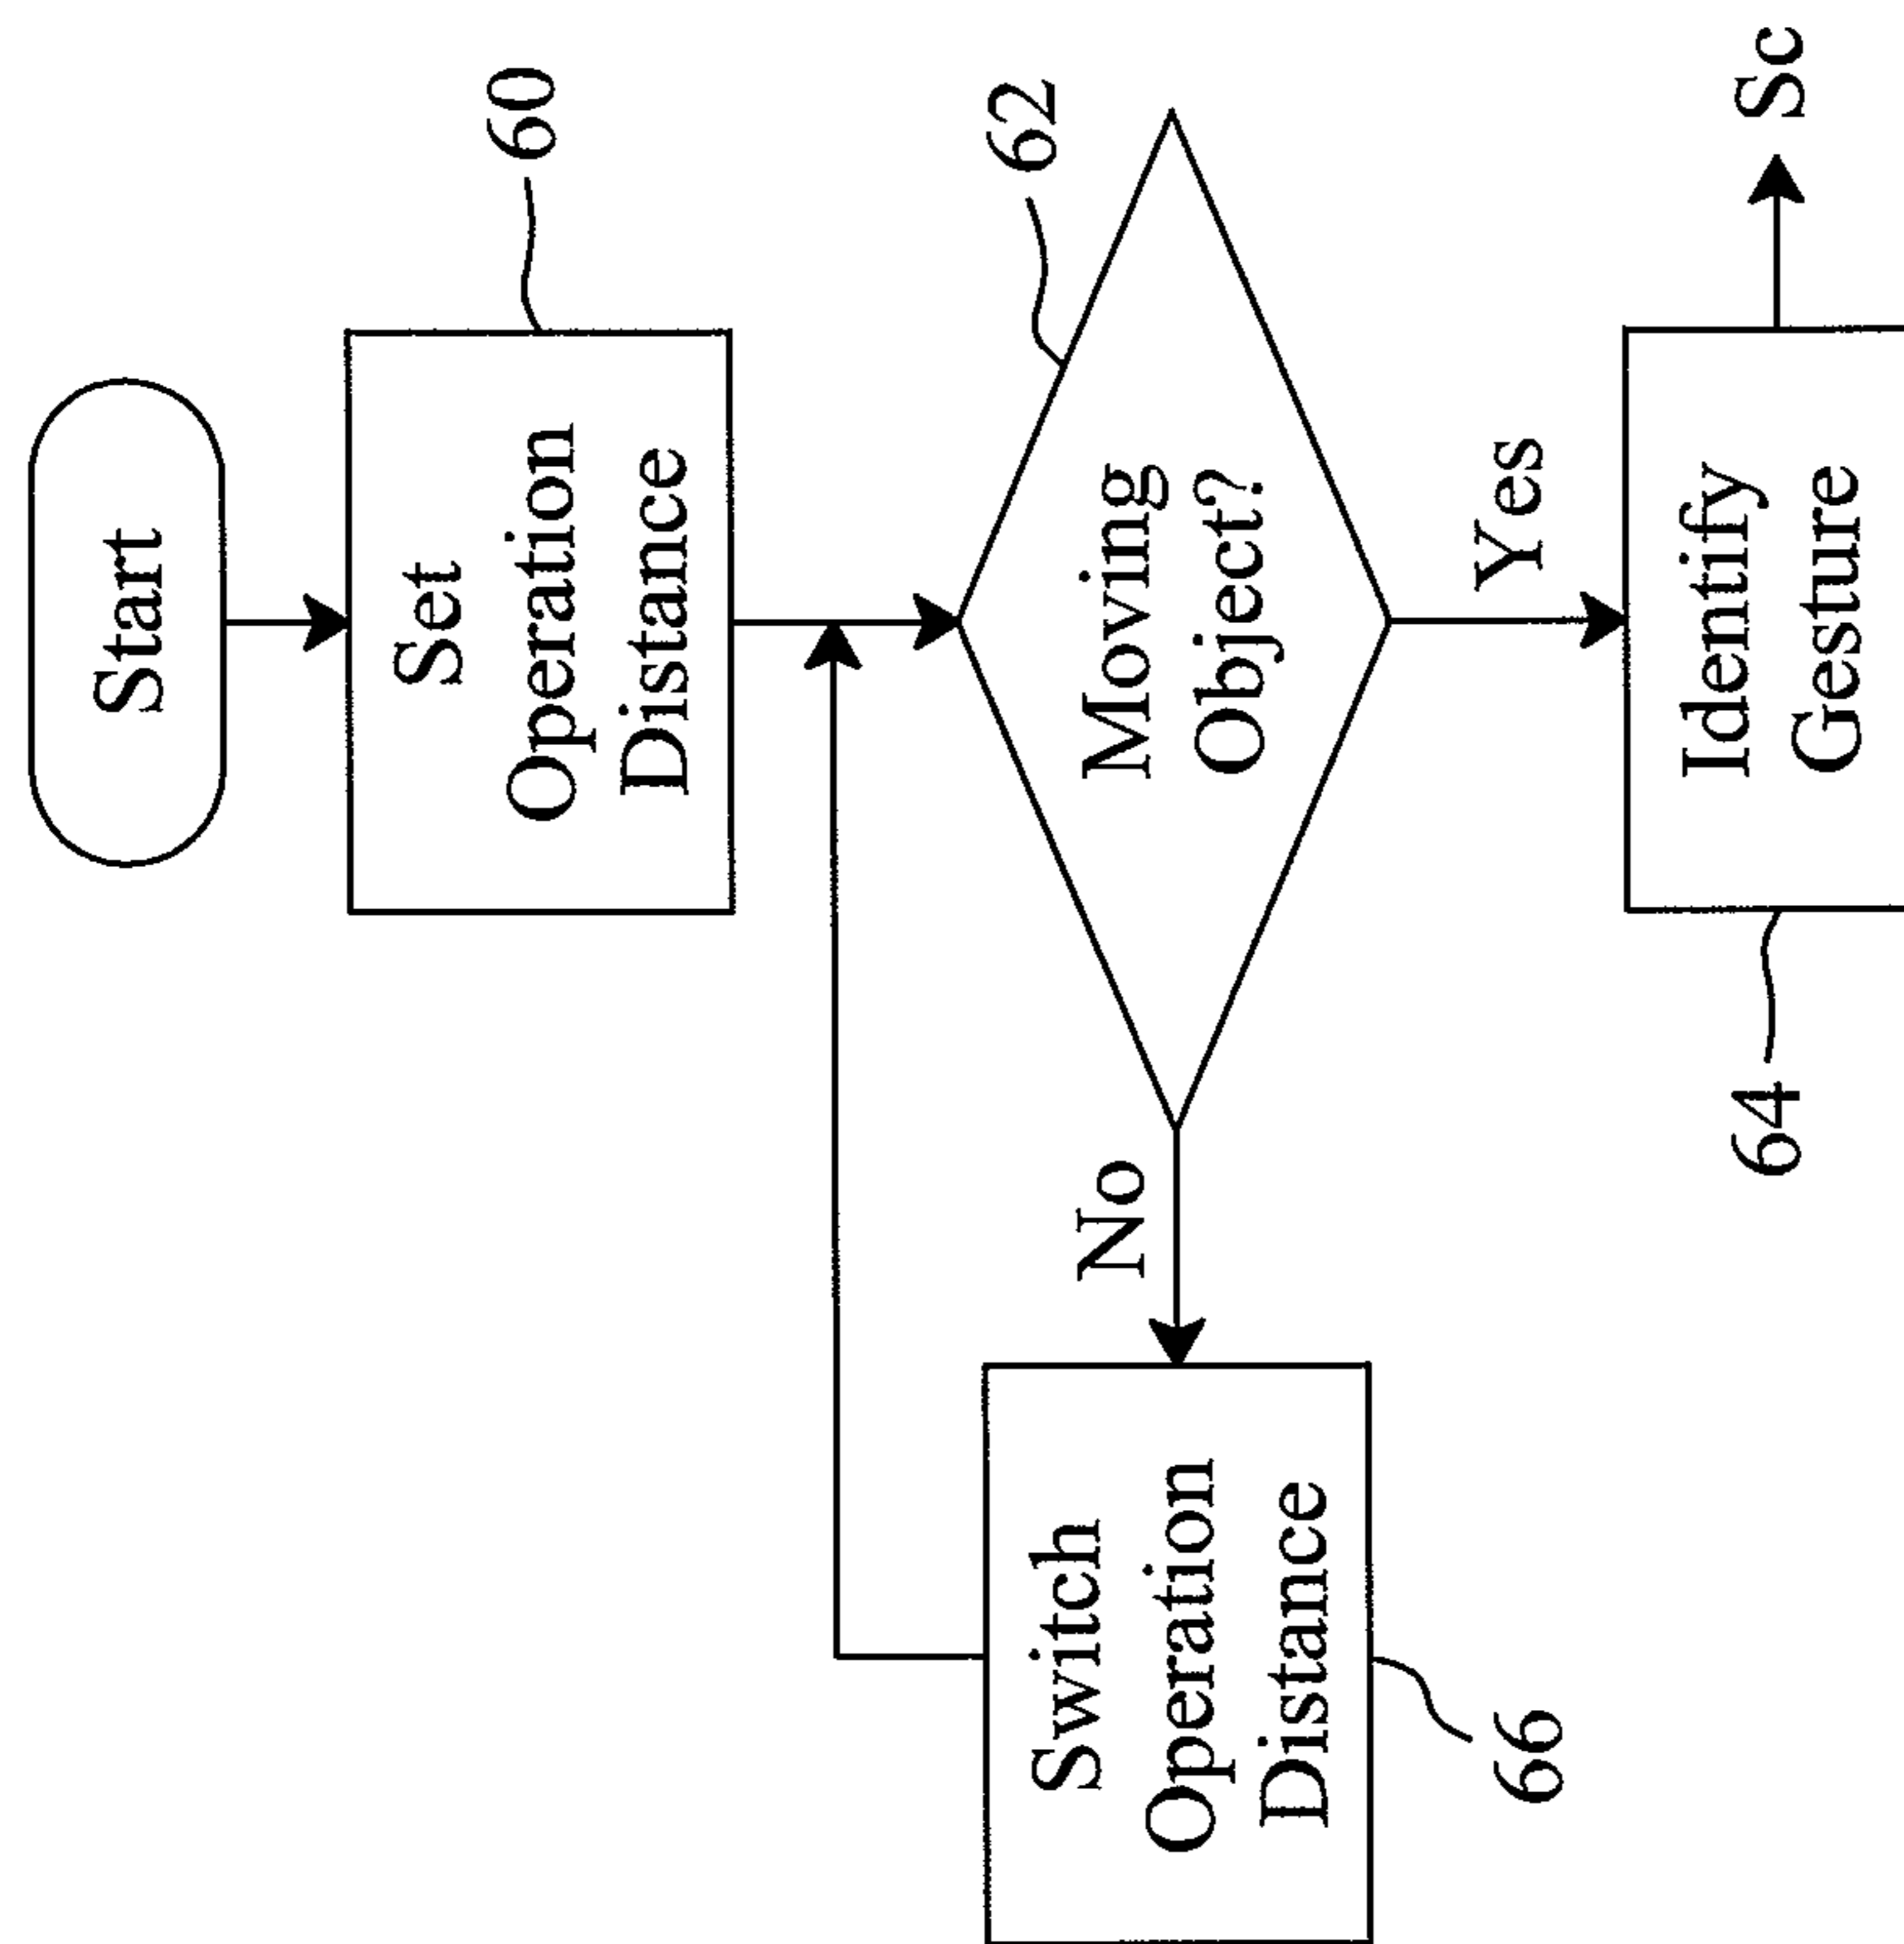 Start
Set
Operation
Distance
60
Moving
Object?
62
No
Yes
Switch
Operation
Distance
66
Identify
Gesture
64
Sc